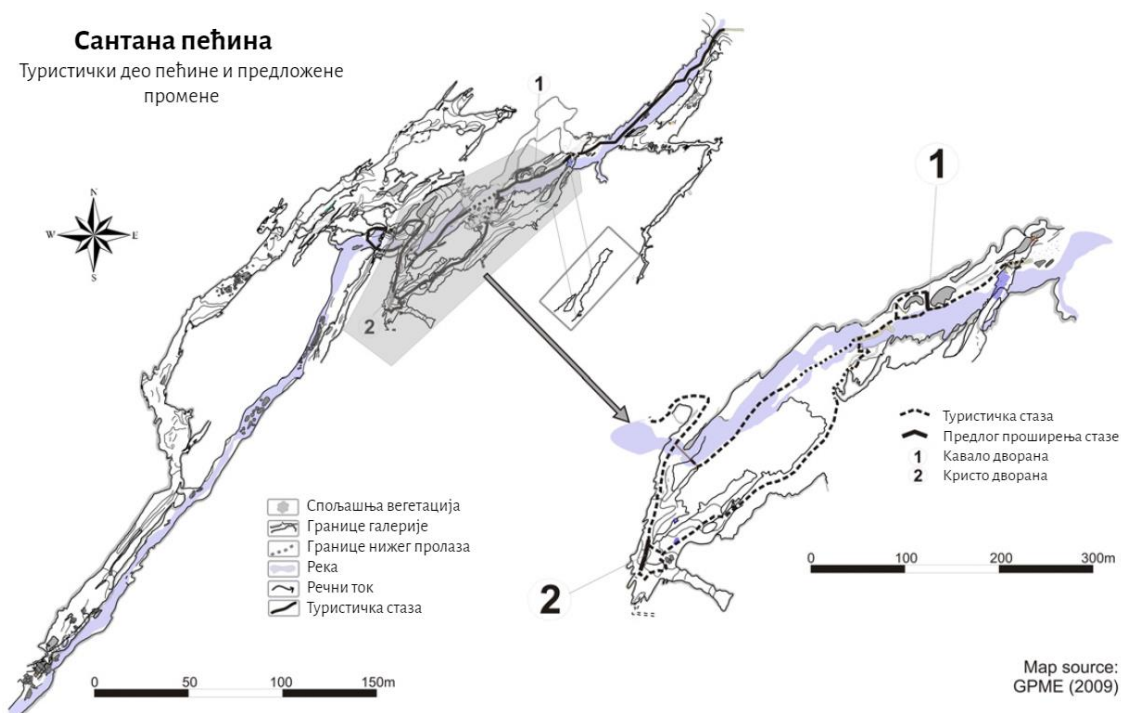 Сантана пећина
Туристички део пећине и предложене
промене
1
N
W
E
S
2
1
2
Туристичка стаза
Предлог проширења стазе
1 Кавало дворана
2 Кристо дворана
0 100 200 300m
Спољашња вегетација
Границе галерије
Границе нижег пролаза
Река
Речни ток
Туристичка стаза
0 50 100 150m
Map source:
GPME (2009)